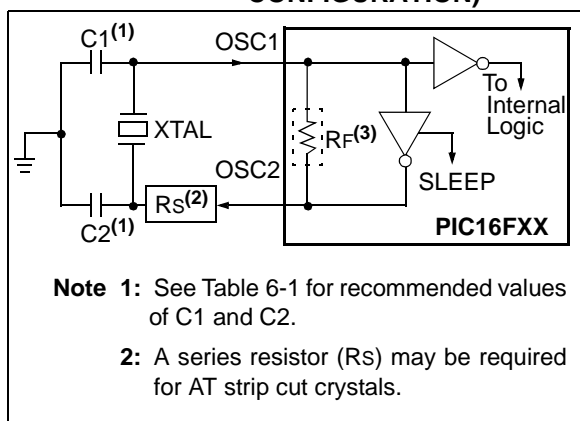 CONFIGURATION)
C1(1)
OSC1
To
Internal
Logic
XTAL
RF(3)
OSC2
SLEEP
RS(2)
C2(1)
PIC16FXX
Note 1: See Table 6-1 for recommended values
of C1 and C2.
2: A series resistor (RS) may be required
for AT strip cut crystals.